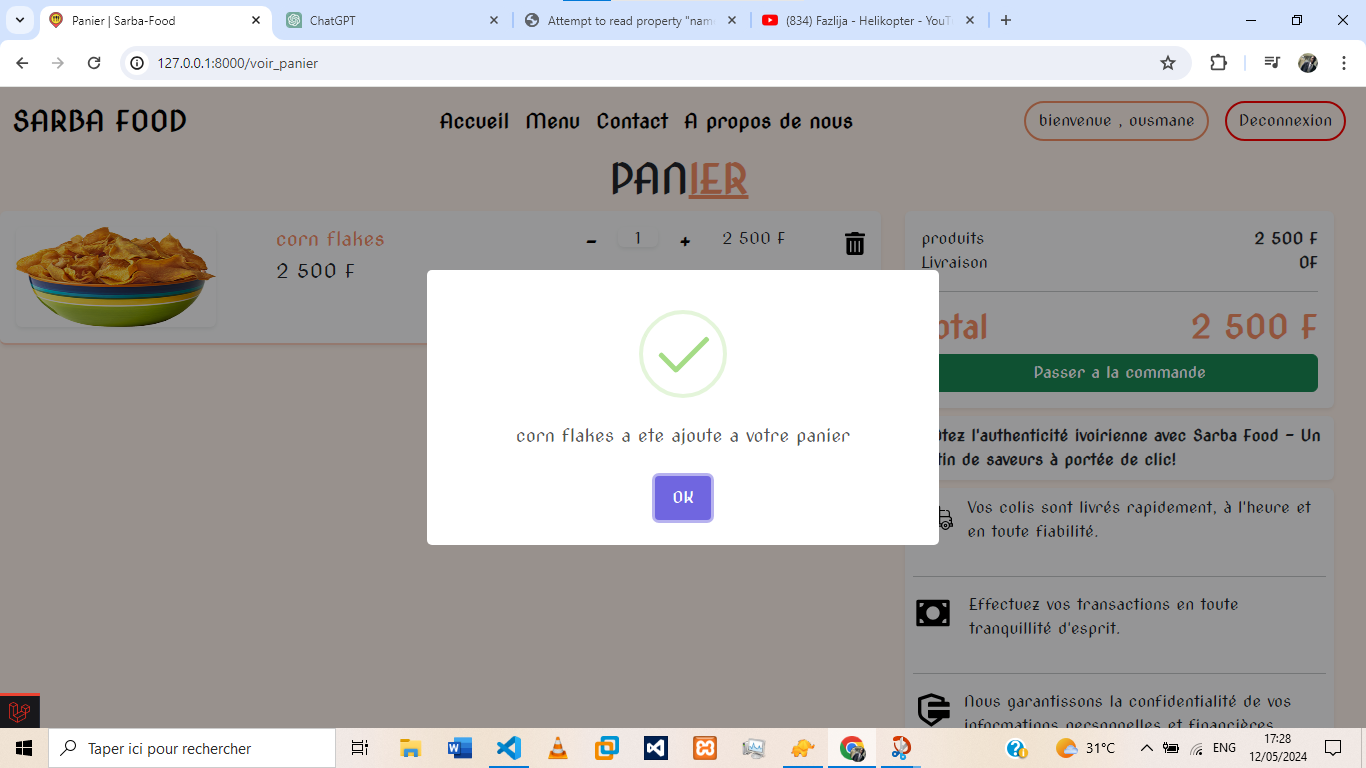 Panier | Sarba-Food
ChatGPT
Attempt to read property "nam
(834) Fazlija - Helikopter - YouT
127.0.0.1:8000/voir_panier
SARBA FOOD
Accueil Menu Contact A propos de nous
bienvenue , ousmane
Deconnexion
PANIER
corn flakes
- 1 +
2 500 F
2 500 F
produits 2 500 F
Livraison 0F
otal 2 500 F
Passer a la commande
corn flakes a ete ajoute a votre panier
OK
tez l'authenticité ivoirienne avec Sarba Food – Un
tin de saveurs à portée de clic!
Vos colis sont livrés rapidement, à l'heure et
en toute fiabilité.
Effectuez vos transactions en toute
tranquillité d'esprit.
Nous garantissons la confidentialité de vos
informations personnelles et financières
Taper ici pour rechercher
31°C
ENG
17:28
12/05/2024